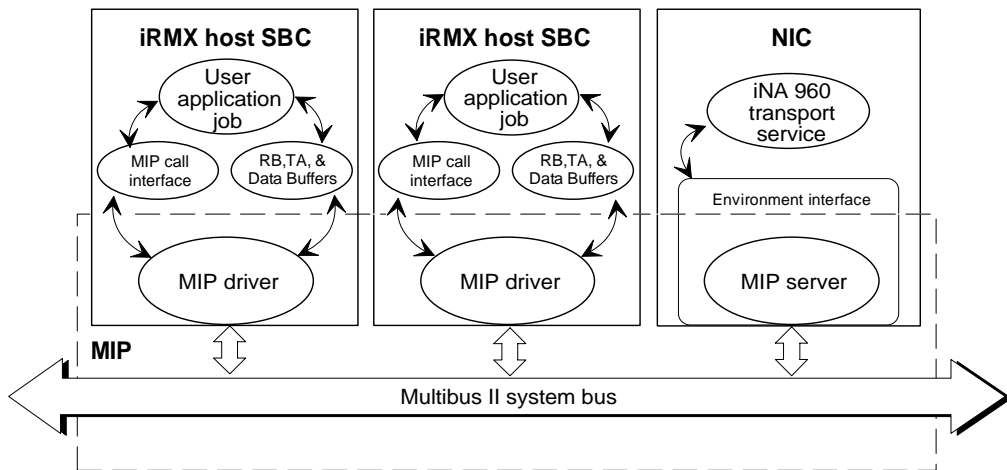 iRMX host SBC
User
application
job
MIP call
interface
RB,TA, &
Data Buffers
MIP driver
iRMX host SBC
User
application
job
MIP call
interface
RB,TA, &
Data Buffers
MIP driver
NIC
iNA 960
transport
service
Environment interface
MIP server
MIP
Multibus II system bus